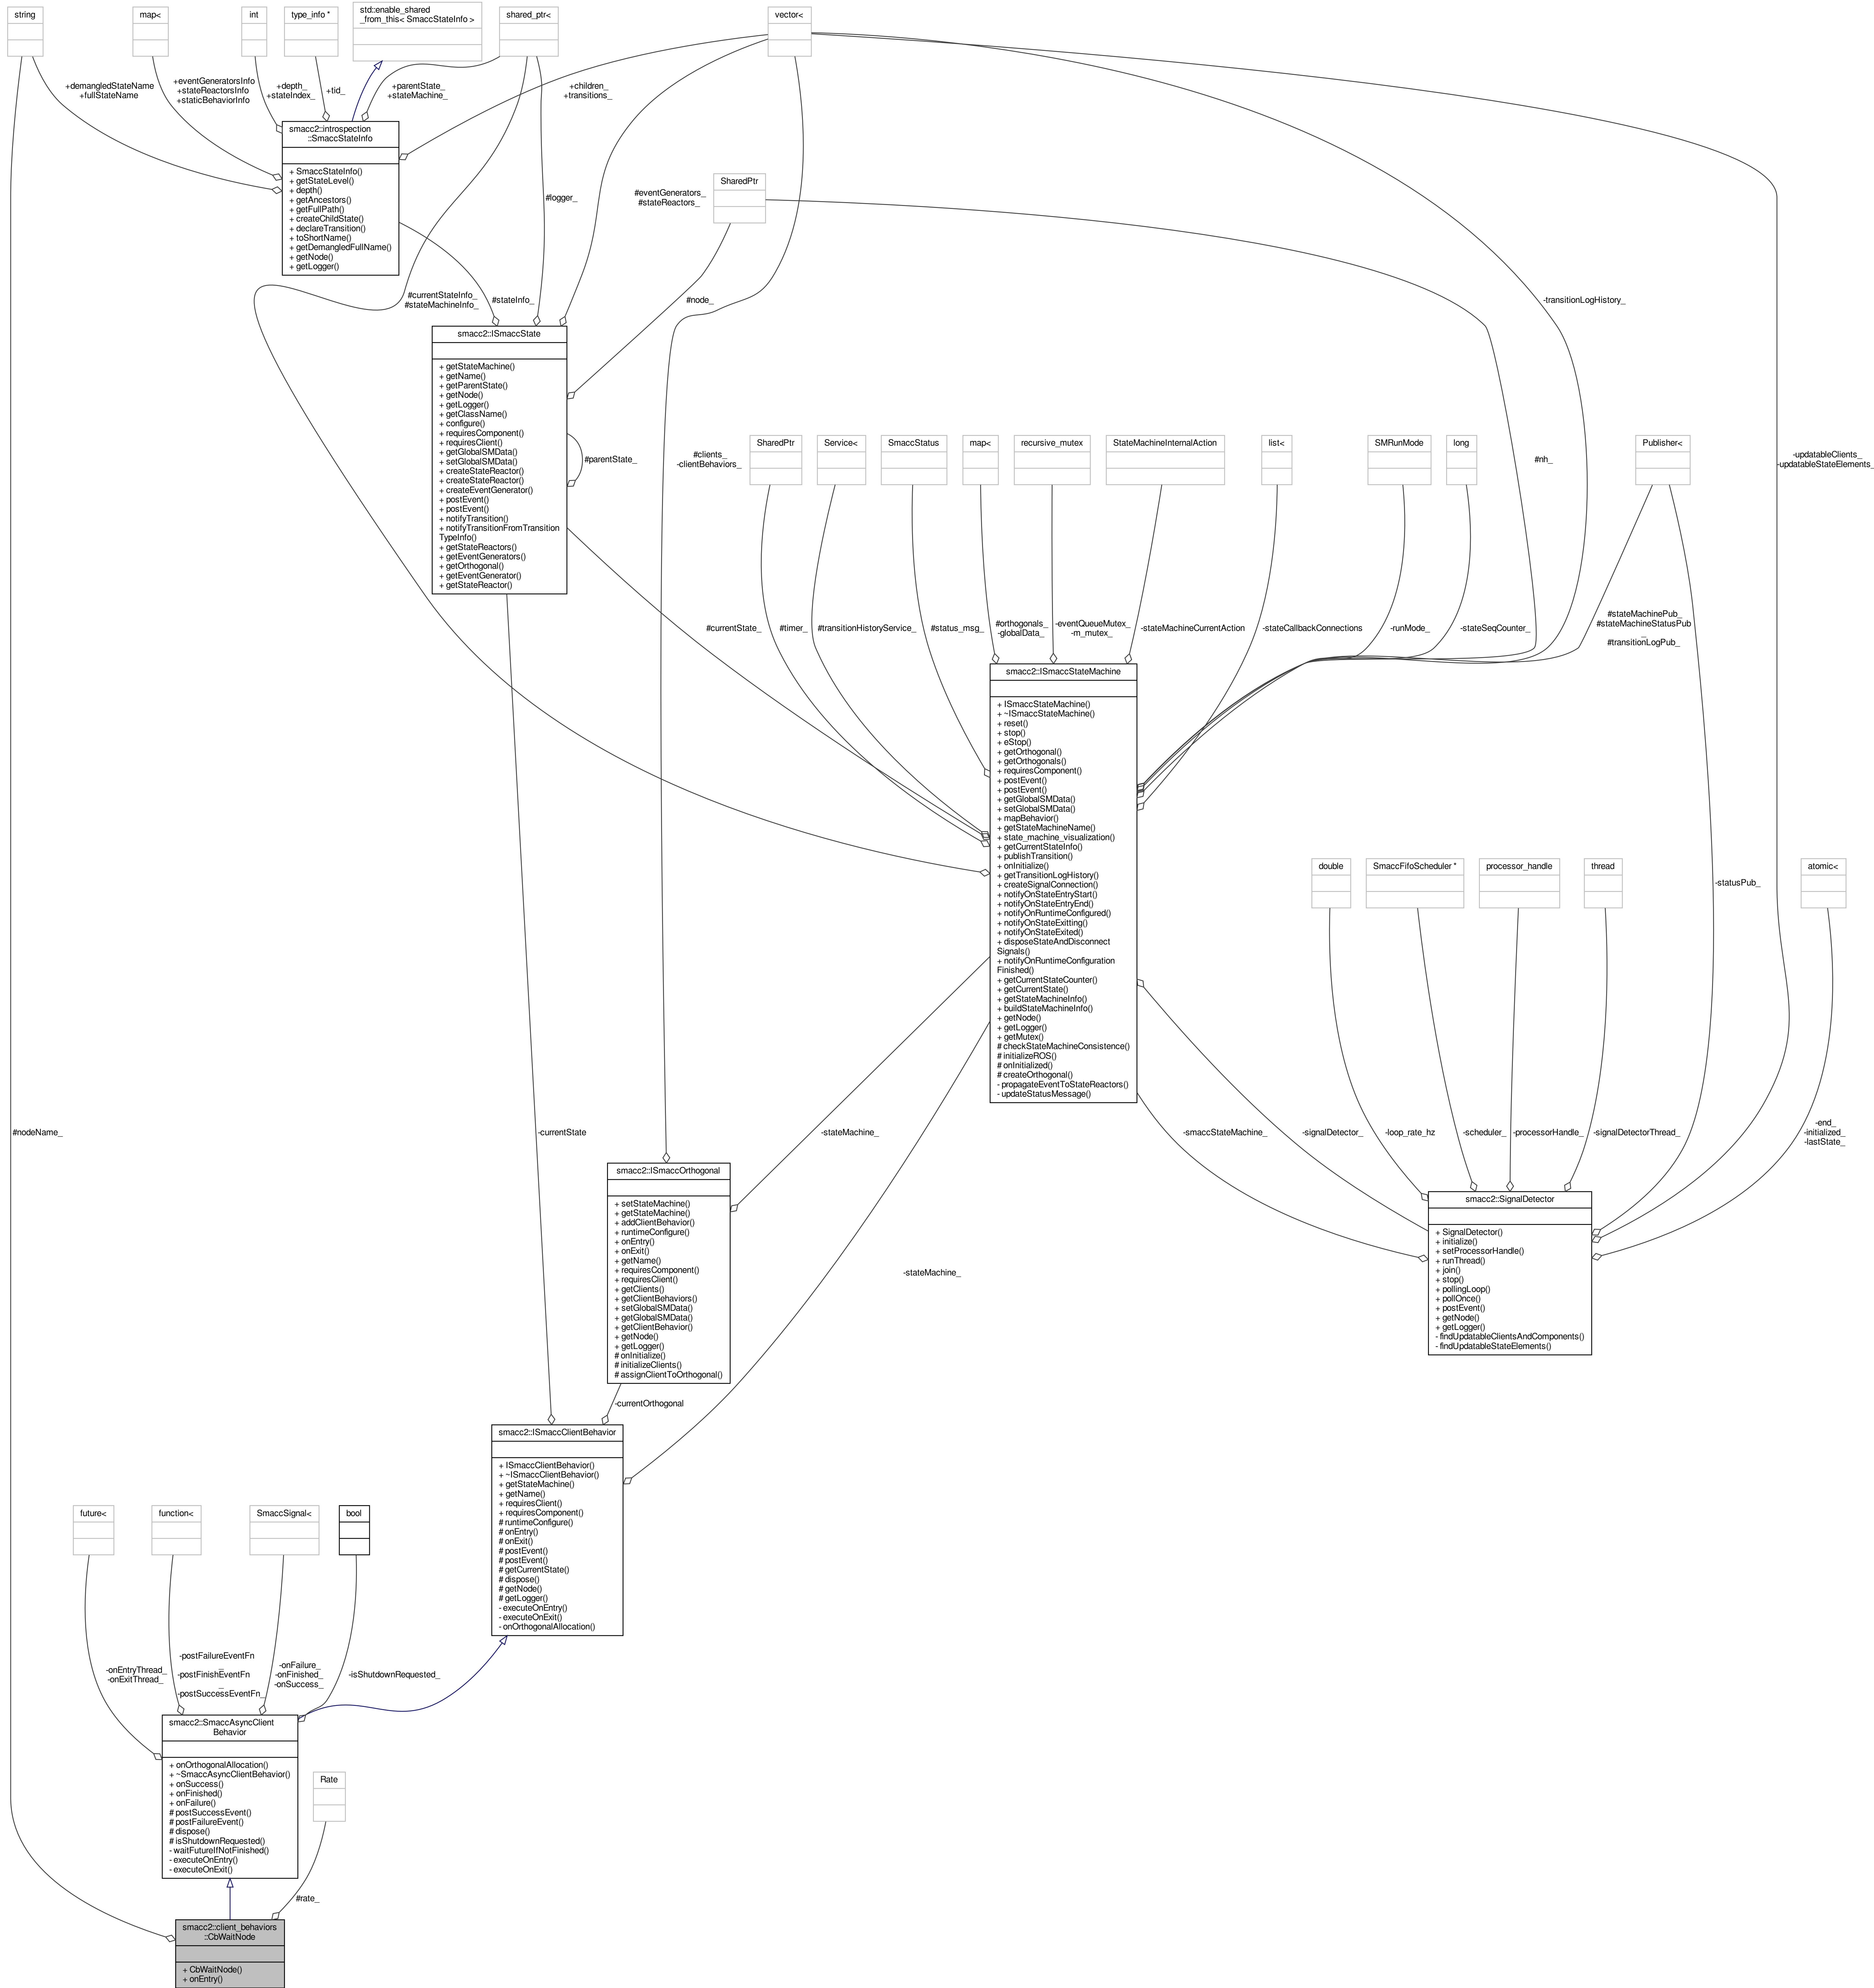 string
map<
int
type_info *
std::enable_shared
_from_this< SmaccStateInfo >
shared_ptr<
vector<
+demangledStateName
+fullStateName
+eventGeneratorsInfo
+stateReactorsInfo
+staticBehaviorInfo
+depth_
+stateIndex_
+tid_
+parentState_
+stateMachine_
+children_
+transitions_
smacc2::introspection
::SmaccStateInfo
+ SmaccStateInfo()
+ getStateLevel()
+ depth()
+ getAncestors()
+ getFullPath()
+ createChildState()
+ declareTransition()
+ toShortName()
+ getDemangledFullName()
+ getNode()
+ getLogger()
SharedPtr
#eventGenerators_
#stateReactors_
#logger_
#currentStateInfo_
#stateMachineInfo_
#stateInfo_
#node_
-transitionLogHistory_
smacc2::ISmaccState
+ getStateMachine()
+ getName()
+ getParentState()
+ getNode()
+ getLogger()
+ getClassName()
+ configure()
+ requiresComponent()
+ requiresClient()
+ getGlobalSMData()
+ setGlobalSMData()
+ createStateReactor()
+ createStateReactor()
+ createEventGenerator()
+ postEvent()
+ postEvent()
+ notifyTransition()
+ notifyTransitionFromTransition
TypeInfo()
+ getStateReactors()
+ getEventGenerators()
+ getOrthogonal()
+ getEventGenerator()
+ getStateReactor()
#parentState_
#clients_
-clientBehaviors_
SharedPtr
Service<
SmaccStatus
map<
recursive_mutex
StateMachineInternalAction
list<
SMRunMode
long
#nh_
Publisher<
-updatableClients_
-updatableStateElements_
#currentState_
#timer_
#transitionHistoryService_
#status_msg_
#orthogonals_
-globalData_
-eventQueueMutex_
-m_mutex_
-stateMachineCurrentAction
-stateCallbackConnections
-runMode_
-stateSeqCounter_
#stateMachinePub_
#stateMachineStatusPub
_
#transitionLogPub_
smacc2::ISmaccStateMachine
+ ISmaccStateMachine()
+ ~ISmaccStateMachine()
+ reset()
+ stop()
+ eStop()
+ getOrthogonal()
+ getOrthogonals()
+ requiresComponent()
+ postEvent()
+ postEvent()
+ getGlobalSMData()
+ setGlobalSMData()
+ mapBehavior()
+ getStateMachineName()
+ state_machine_visualization()
+ getCurrentStateInfo()
+ publishTransition()
+ onInitialize()
+ getTransitionLogHistory()
+ createSignalConnection()
+ notifyOnStateEntryStart()
+ notifyOnStateEntryEnd()
+ notifyOnRuntimeConfigured()
+ notifyOnStateExitting()
+ notifyOnStateExited()
+ disposeStateAndDisconnect
Signals()
+ notifyOnRuntimeConfiguration
Finished()
+ getCurrentStateCounter()
+ getCurrentState()
+ getStateMachineInfo()
+ buildStateMachineInfo()
+ getNode()
+ getLogger()
+ getMutex()
# checkStateMachineConsistence()
# initializeROS()
# onInitialized()
# createOrthogonal()
- propagateEventToStateReactors()
- updateStatusMessage()
double
SmaccFifoScheduler *
processor_handle
thread
-statusPub_
atomic<
#nodeName_
-currentState
-stateMachine_
-smaccStateMachine_
-signalDetector_
-loop_rate_hz
-scheduler_
-processorHandle_
-signalDetectorThread_
-end_
-initialized_
-lastState_
smacc2::ISmaccOrthogonal
+ setStateMachine()
+ getStateMachine()
+ addClientBehavior()
+ runtimeConfigure()
+ onEntry()
+ onExit()
+ getName()
+ requiresComponent()
+ requiresClient()
+ getClients()
+ getClientBehaviors()
+ setGlobalSMData()
+ getGlobalSMData()
+ getClientBehavior()
+ getNode()
+ getLogger()
# onInitialize()
# initializeClients()
# assignClientToOrthogonal()
-stateMachine_
smacc2::SignalDetector
+ SignalDetector()
+ initialize()
+ setProcessorHandle()
+ runThread()
+ join()
+ stop()
+ pollingLoop()
+ pollOnce()
+ postEvent()
+ getNode()
+ getLogger()
- findUpdatableClientsAndComponents()
- findUpdatableStateElements()
-currentOrthogonal
smacc2::ISmaccClientBehavior
+ ISmaccClientBehavior()
+ ~ISmaccClientBehavior()
+ getStateMachine()
+ getName()
+ requiresClient()
+ requiresComponent()
# runtimeConfigure()
# onEntry()
# onExit()
# postEvent()
# postEvent()
# getCurrentState()
# dispose()
# getNode()
# getLogger()
- executeOnEntry()
- executeOnExit()
- onOrthogonalAllocation()
future<
function<
SmaccSignal<
bool
-onEntryThread_
-onExitThread_
-postFailureEventFn
_
-postFinishEventFn
_
-postSuccessEventFn_
-onFailure_
-onFinished_
-onSuccess_
-isShutdownRequested_
smacc2::SmaccAsyncClient
Behavior
+ onOrthogonalAllocation()
+ ~SmaccAsyncClientBehavior()
+ onSuccess()
+ onFinished()
+ onFailure()
# postSuccessEvent()
# postFailureEvent()
# dispose()
# isShutdownRequested()
- waitFutureIfNotFinished()
- executeOnEntry()
- executeOnExit()
Rate
#rate_
smacc2::client_behaviors
::CbWaitNode
+ CbWaitNode()
+ onEntry()